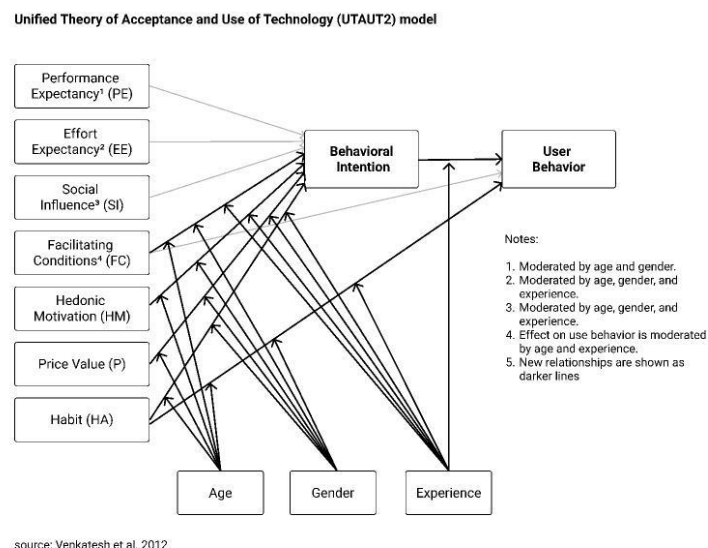 Unified Theory of Acceptance and Use of Technology (UTAUT2) model
Performance
Expectancy¹ (PE)
Effort
Expectancy² (EE)
Social
Influence³ (SI)
Facilitating
Conditions⁴ (FC)
Hedonic
Motivation (HM)
Price Value (P)
Habit (HA)
Behavioral
Intention
User
Behavior
Notes:
1. Moderated by age and gender.
2. Moderated by age, gender, and
experience.
3. Moderated by age, gender, and
experience.
4. Effect on use behavior is moderated
by age and experience.
5. New relationships are shown as
darker lines
Age
Gender
Experience
source: Venkatesh et al. 2012